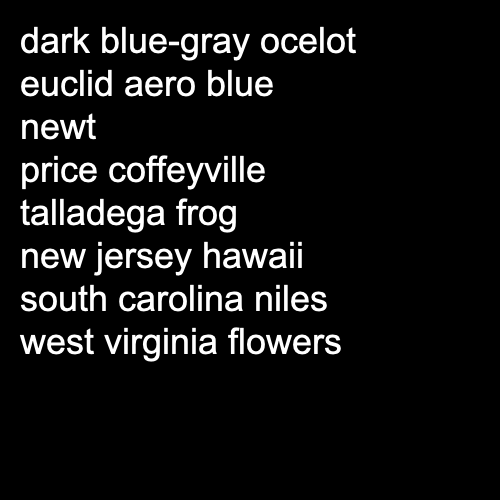 dark blue-gray ocelot
euclid aero blue
newt
price coffeyville
talladega frog
new jersey hawaii
south carolina niles
west virginia flowers